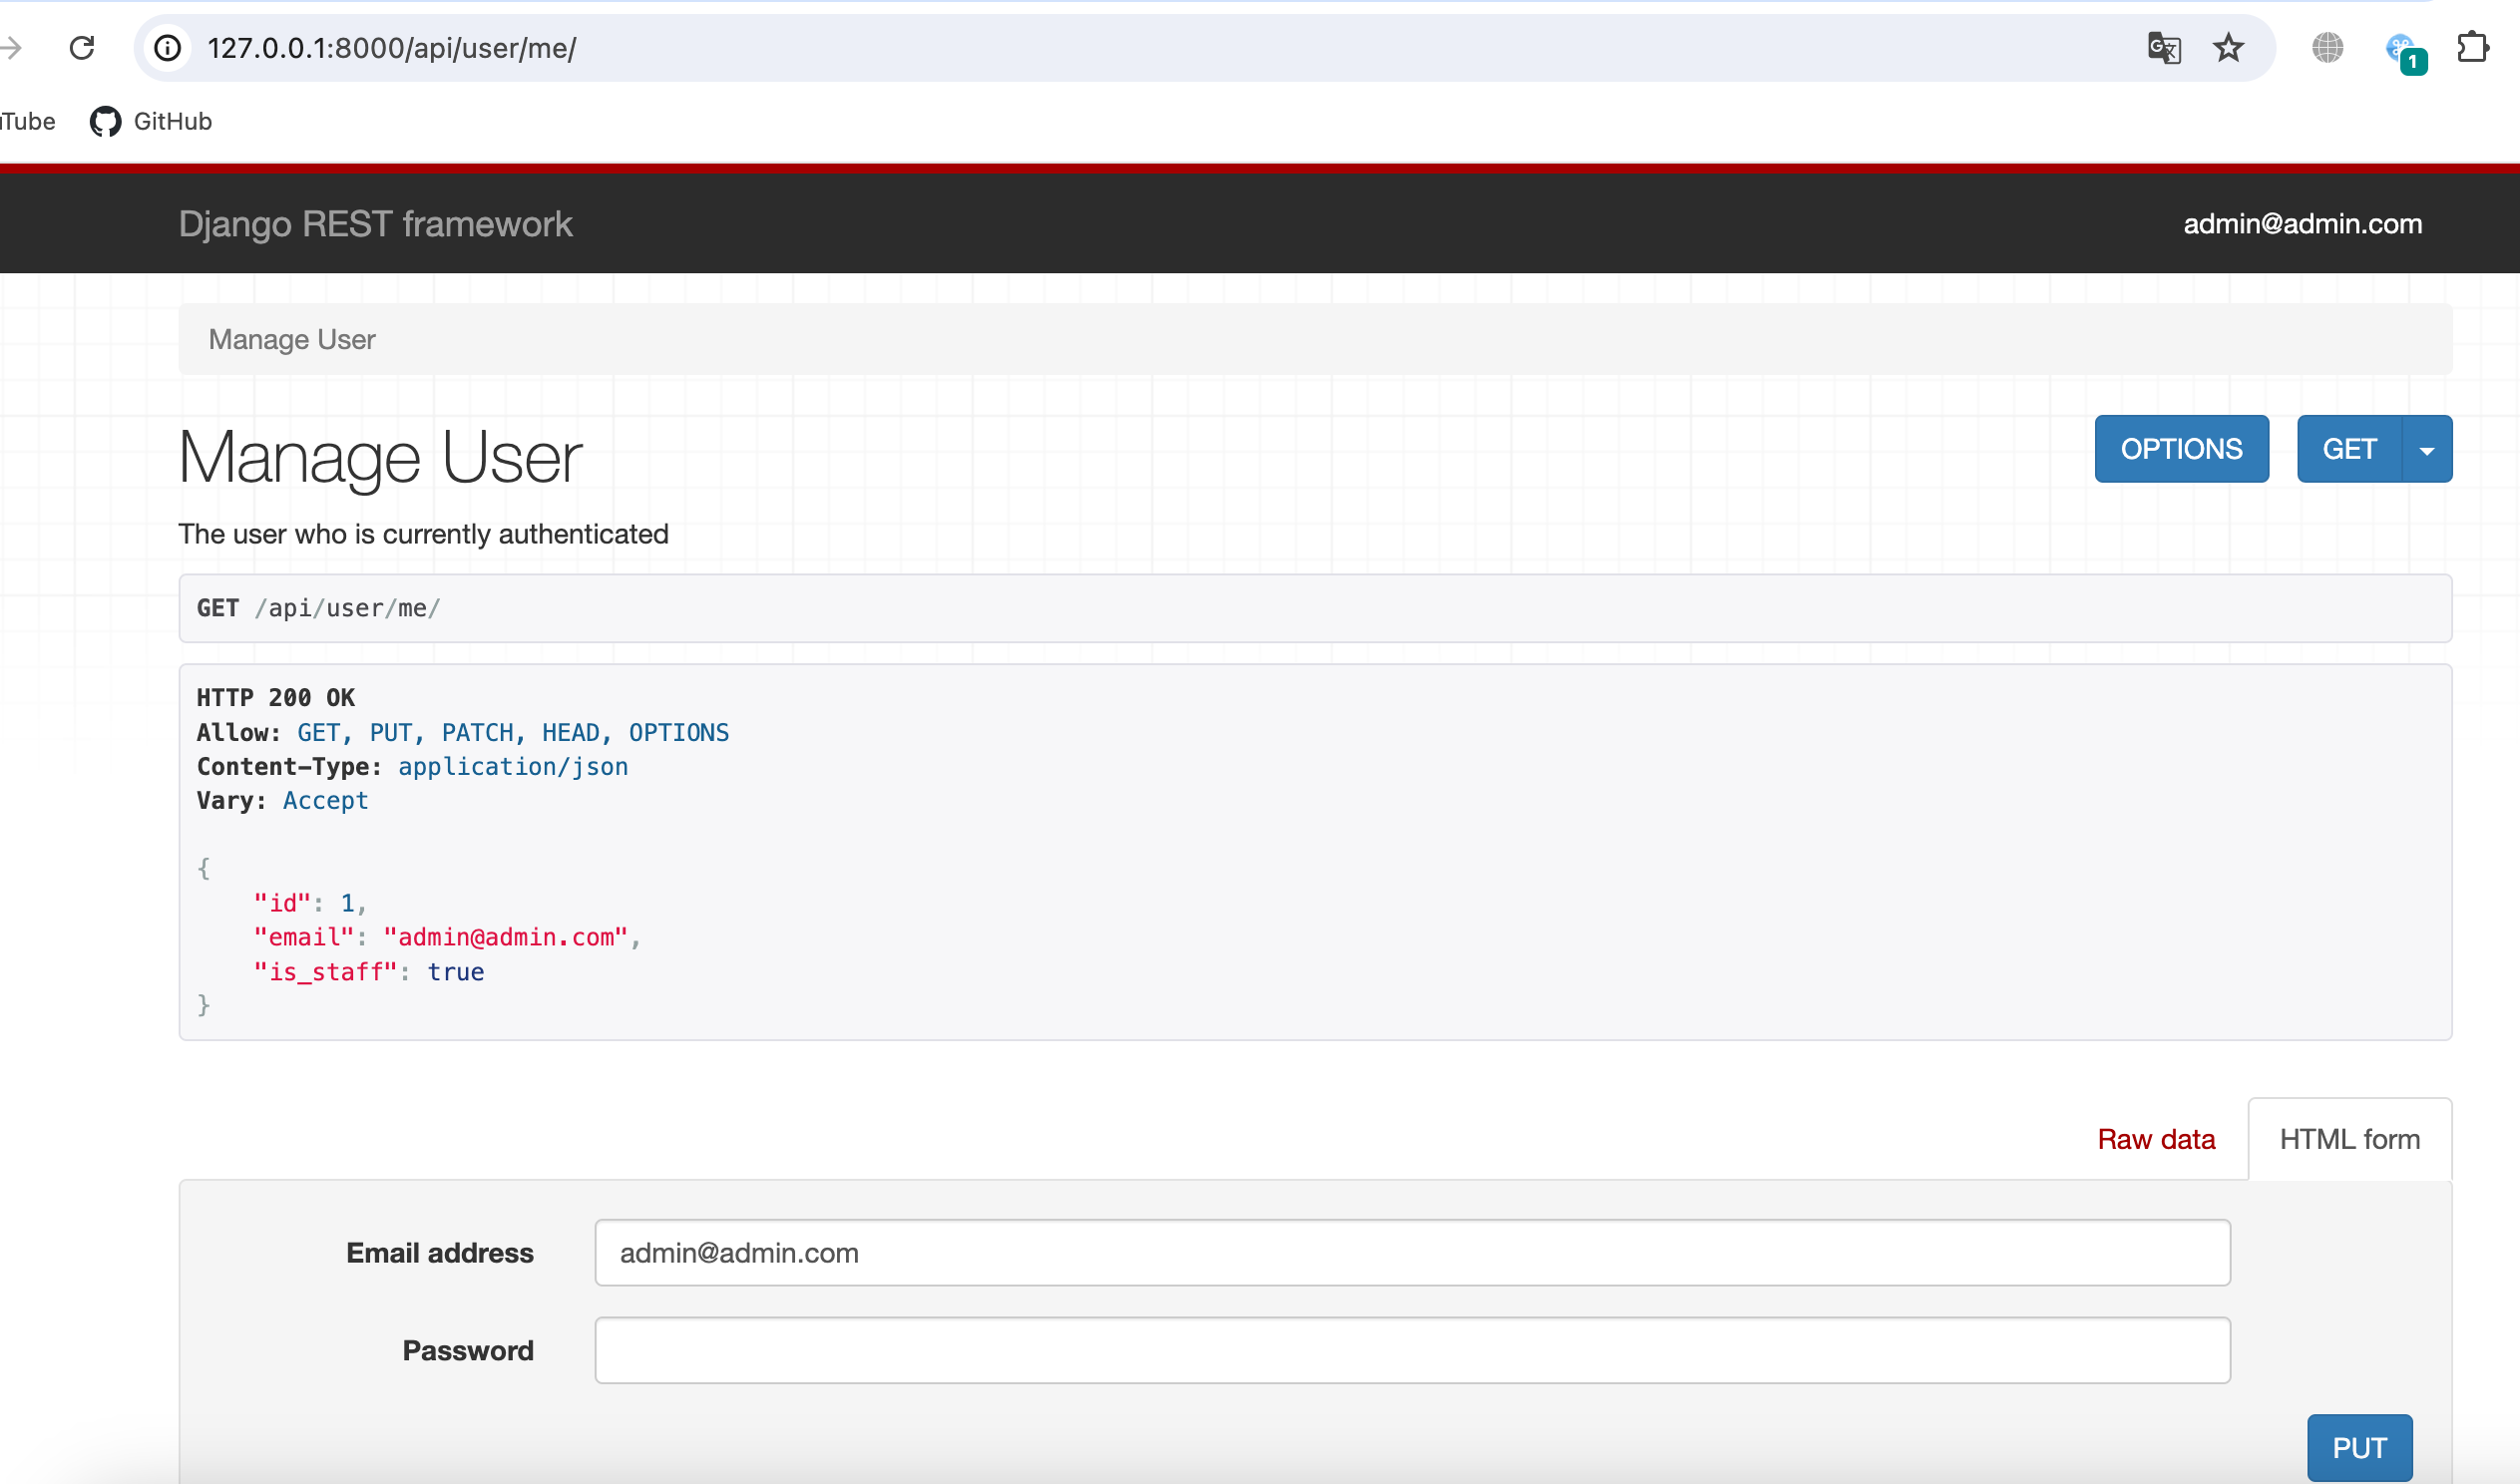 127.0.0.1:8000/api/user/me/
1
Tube GitHub
Django REST framework admin@admin.com
Manage User
Manage User OPTIONS GET
The user who is currently authenticated
GET /api/user/me/
HTTP 200 OK
Allow: GET, PUT, PATCH, HEAD, OPTIONS
Content-Type: application/json
Vary: Accept
{
"id": 1,
"email": "admin@admin.com",
"is_staff": true
}
Raw data HTML form
Email address admin@admin.com
Password
PUT